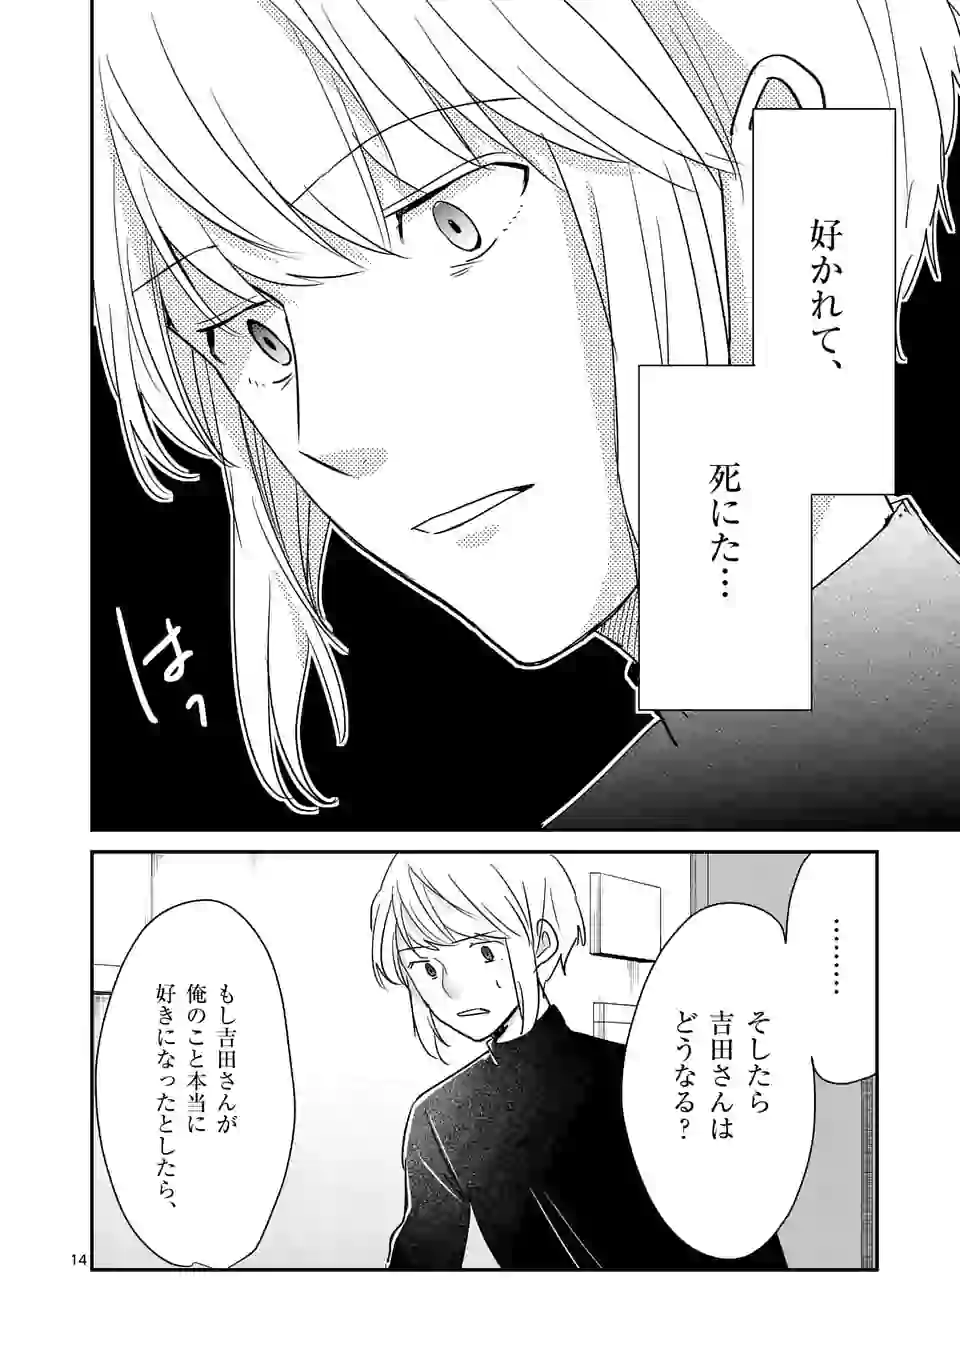 好かれて、
死にた…
はっ
………
そしたら
吉田さんは
どうなる?
もし吉田さんが
俺のこと本当に
好きになったとしたら、
14